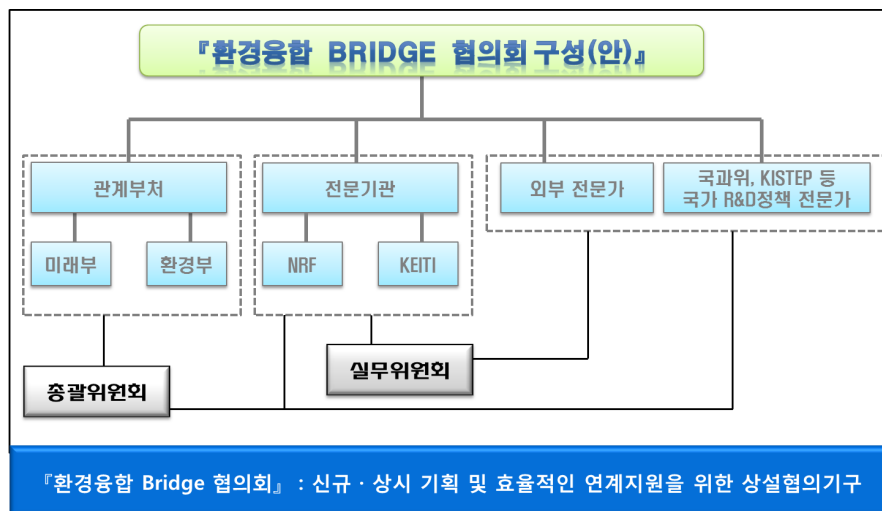 『환경융합 BRIDGE 협의회 구성(안)』
관계부처
전문기관
외부 전문가
국과위, KISTEP 등
국가 R&D정책 전문가
미래부
환경부
NRF
KEITI
실무위원회
총괄위원회
『환경융합 Bridge 협의회』 : 신규 · 상시 기획 및 효율적인 연계지원을 위한 상설협의기구